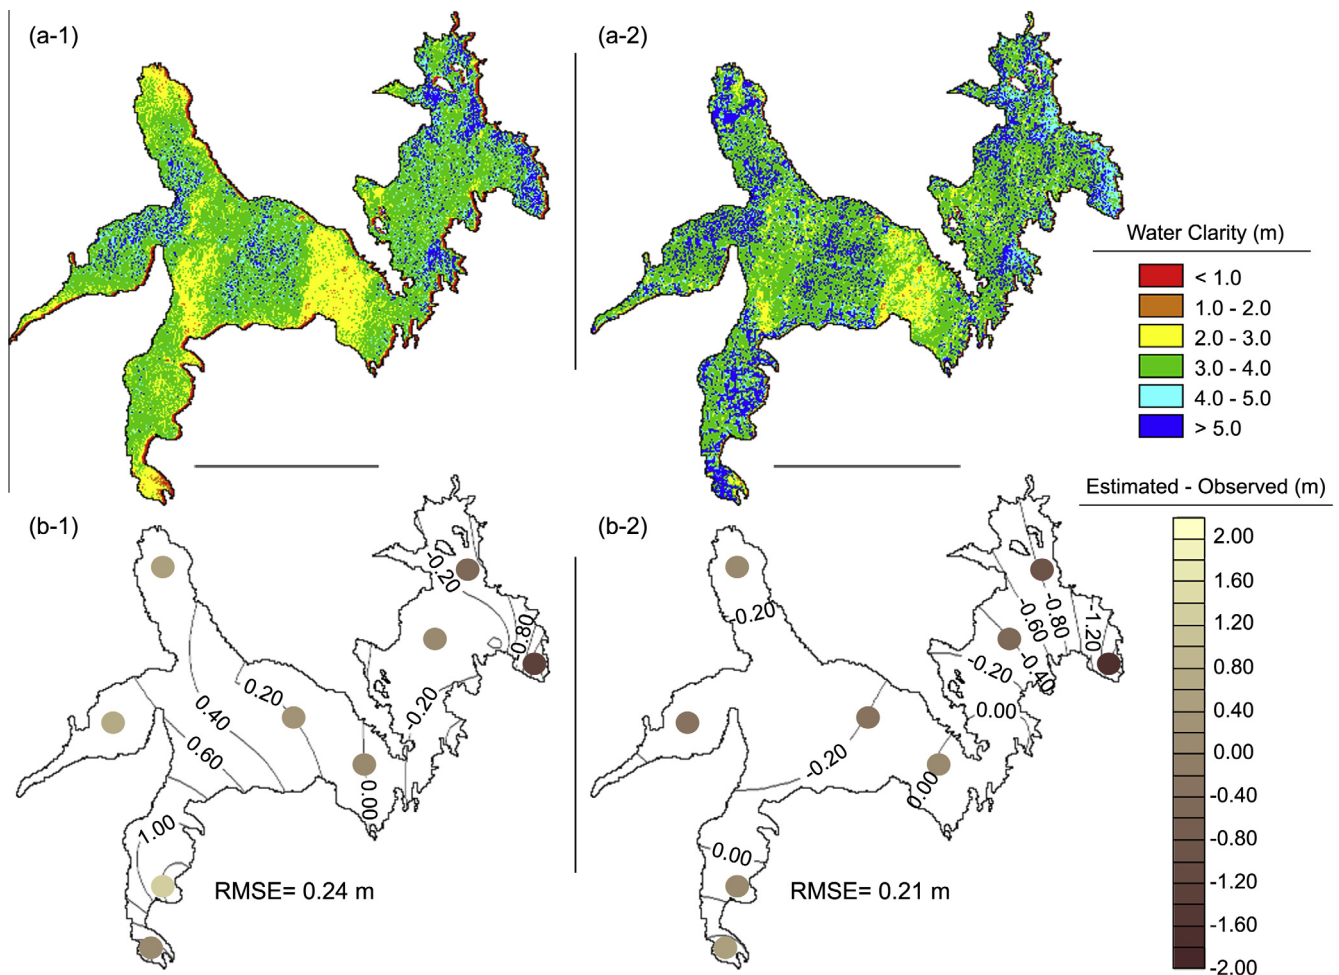 (a-1)
(a-2)
Water Clarity (m)
< 1.0
1.0 - 2.0
2.0 - 3.0
3.0 - 4.0
4.0 - 5.0
> 5.0
(b-1)
-0.20
-0.80
0.20
0.40
-0.20
0.60
0.00
1.00
RMSE= 0.24 m
(b-2)
-0.20
-0.60
-0.80
-1.20
-0.20
-0.40
0.00
-0.20
0.00
0.00
RMSE= 0.21 m
Estimated - Observed (m)
2.00
1.60
1.20
0.80
0.40
0.00
-0.40
-0.80
-1.20
-1.60
-2.00